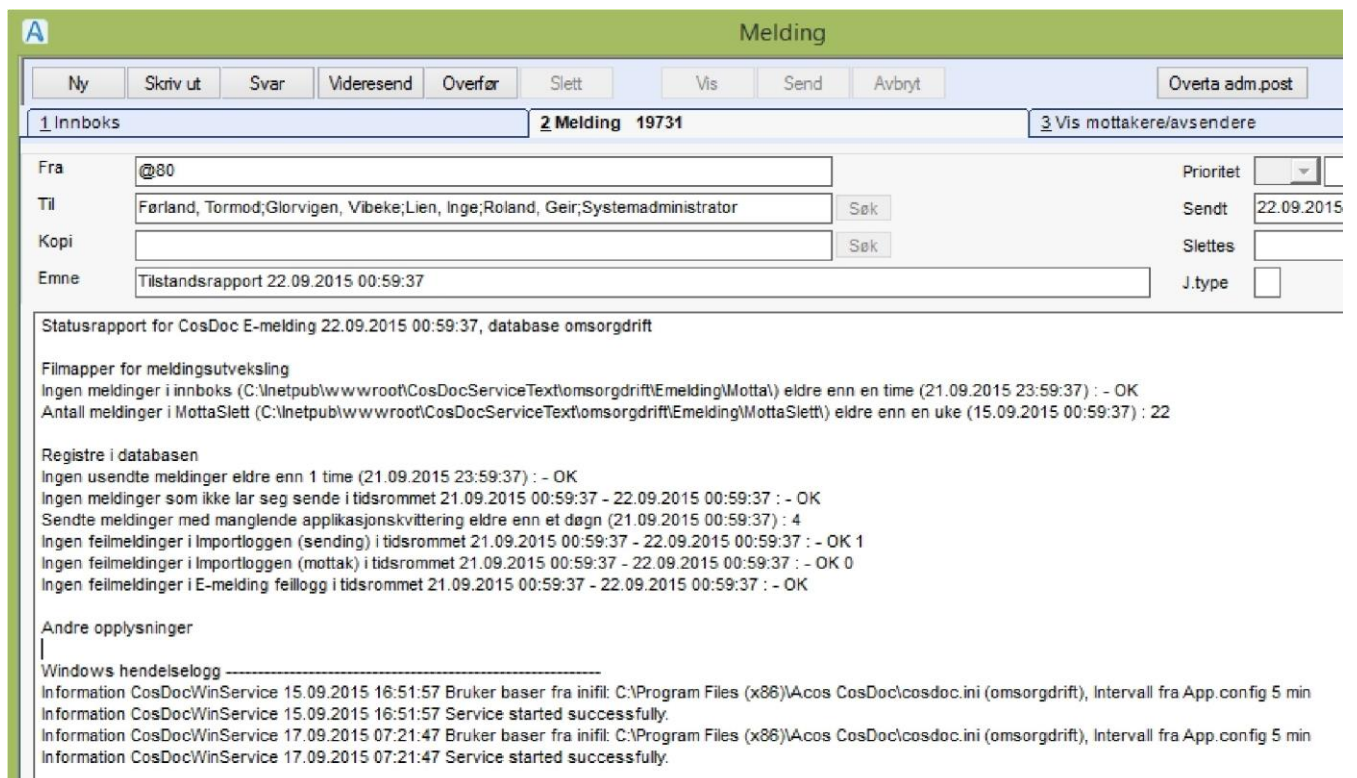 A
Melding
Ny Skriv ut Svar Videresend Overfør Slett Vis Send Avbryt Overta adm.post
1 Innboks 2 Melding 19731 3 Vis mottakere/avsendere
Fra @80 Prioritet
Til Førland, Tormod;Glorvigen, Vibeke;Lien, Inge;Roland, Geir;Systemadministrator Søk Sendt 22.09.2015
Kopi Søk Slettes
Emne Tilstandsrapport 22.09.2015 00:59:37 J.type
Statusrapport for CosDoc E-melding 22.09.2015 00:59:37, database omsorgdrift
Filmapper for meldingsutveksling
Ingen meldinger i innboks (C:\Inetpub\wwwroot\CosDocServiceText\omsorgdrift\Emelding\Motta\) eldre enn en time (21.09.2015 23:59:37) : - OK
Antall meldinger i MottaSlett (C:\Inetpub\wwwroot\CosDocServiceText\omsorgdrift\Emelding\MottaSlett\) eldre enn en uke (15.09.2015 00:59:37) : 22
Registre i databasen
Ingen usendte meldinger eldre enn 1 time (21.09.2015 23:59:37) : - OK
Ingen meldinger som ikke lar seg sende i tidsrommet 21.09.2015 00:59:37 - 22.09.2015 00:59:37 : - OK
Sendte meldinger med manglende applikasjonskvittering eldre enn et døgn (21.09.2015 00:59:37) : 4
Ingen feilmeldinger i Importloggen (sending) i tidsrommet 21.09.2015 00:59:37 - 22.09.2015 00:59:37 : - OK 1
Ingen feilmeldinger i Importloggen (mottak) i tidsrommet 21.09.2015 00:59:37 - 22.09.2015 00:59:37 : - OK 0
Ingen feilmeldinger i E-melding feillogg i tidsrommet 21.09.2015 00:59:37 - 22.09.2015 00:59:37 : - OK
Andre opplysninger
Windows hendelselogg ------------------------------------------------------------
Information CosDocWinService 15.09.2015 16:51:57 Bruker baser fra inifil: C:\Program Files (x86)\Acos CosDoc\cosdoc.ini (omsorgdrift), Intervall fra App.config 5 min
Information CosDocWinService 15.09.2015 16:51:57 Service started successfully.
Information CosDocWinService 17.09.2015 07:21:47 Bruker baser fra inifil: C:\Program Files (x86)\Acos CosDoc\cosdoc.ini (omsorgdrift), Intervall fra App.config 5 min
Information CosDocWinService 17.09.2015 07:21:47 Service started successfully.